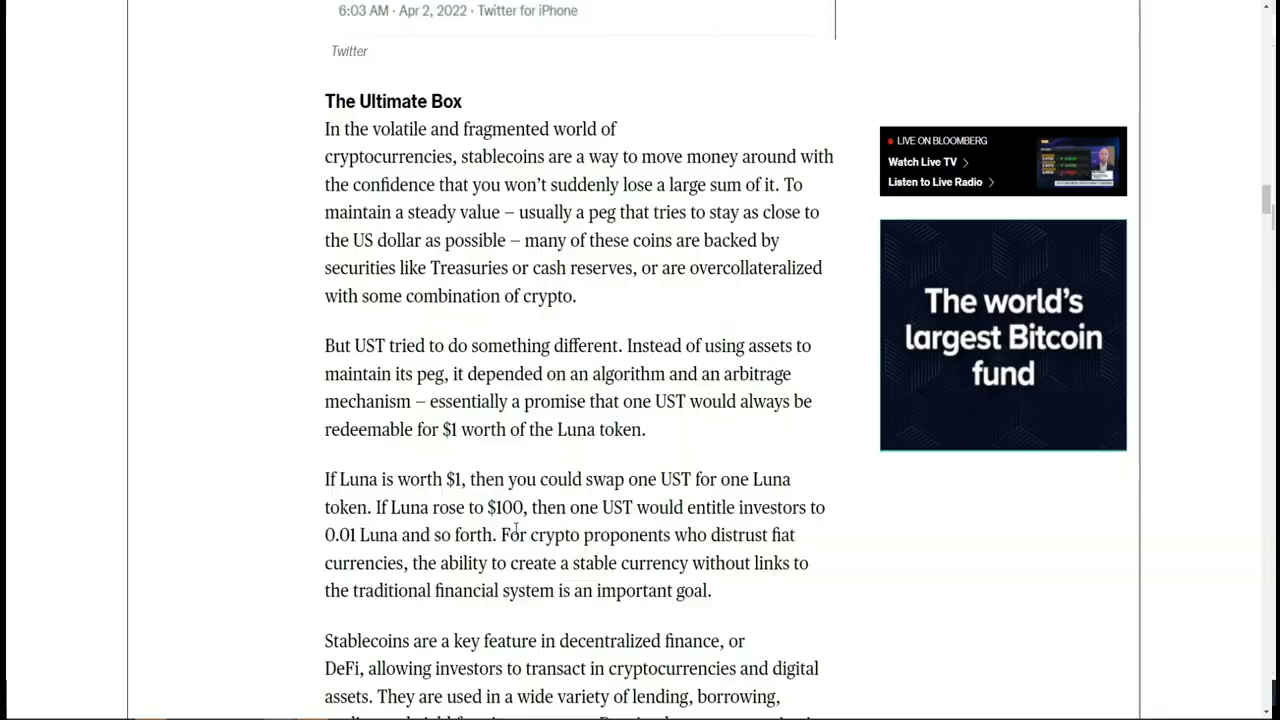 6:03 AM · Apr 2, 2022 · Twitter for iPhone
Twitter
The Ultimate Box
In the volatile and fragmented world of
cryptocurrencies, stablecoins are a way to move money around with
the confidence that you won’t suddenly lose a large sum of it. To
maintain a steady value – usually a peg that tries to stay as close to
the US dollar as possible – many of these coins are backed by
securities like Treasuries or cash reserves, or are overcollateralized
with some combination of crypto.
But UST tried to do something different. Instead of using assets to
maintain its peg, it depended on an algorithm and an arbitrage
mechanism – essentially a promise that one UST would always be
redeemable for $1 worth of the Luna token.
If Luna is worth $1, then you could swap one UST for one Luna
token. If Luna rose to $100, then one UST would entitle investors to
0.01 Luna and so forth. For crypto proponents who distrust fiat
currencies, the ability to create a stable currency without links to
the traditional financial system is an important goal.
Stablecoins are a key feature in decentralized finance, or
DeFi, allowing investors to transact in cryptocurrencies and digital
assets. They are used in a wide variety of lending, borrowing,
LIVE ON BLOOMBERG
Watch Live TV
Listen to Live Radio
The world’s
largest Bitcoin
fund